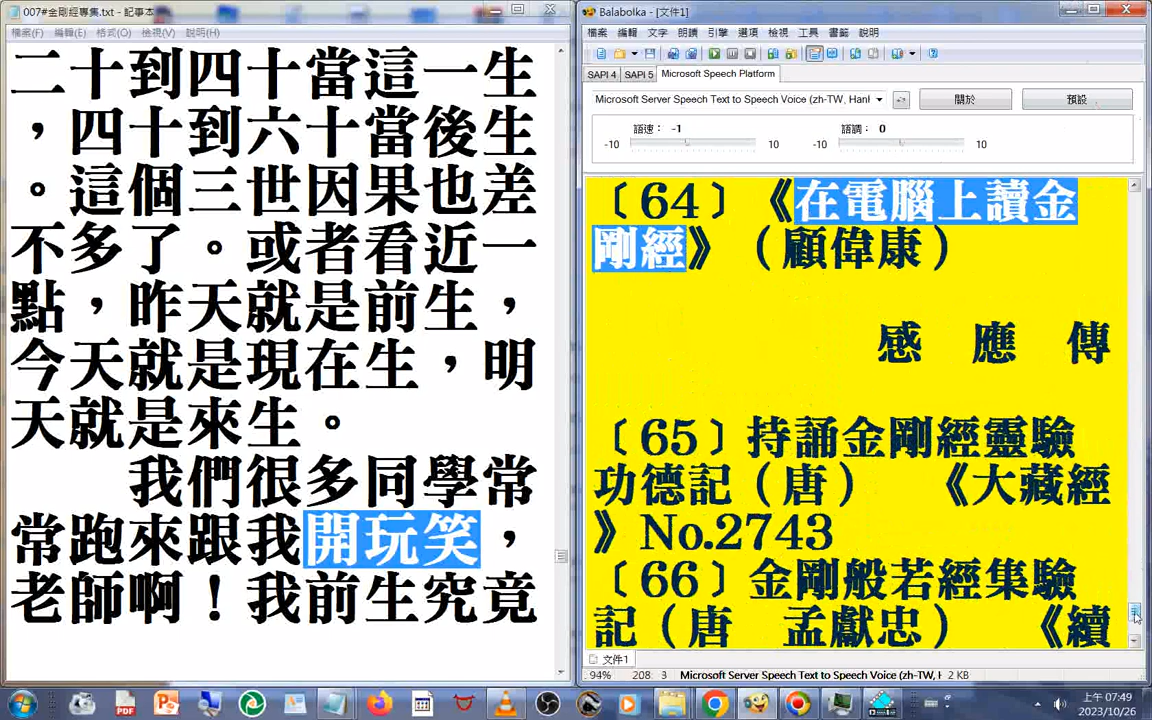 007#金剛經專集.txt - 記事本
檔案(F) 編輯(E) 格式(O) 檢視(V) 說明(H)
二十到四十當這一生
，四十到六十當後生
。這個三世因果也差
不多了。或者看近一
點，昨天就是前生，
今天就是現在生，明
天就是來生。
我們很多同學常
常跑來跟我開玩笑，
老師啊！我前生究竟
Balabolka - [文件1]
檔案 編輯 文字 朗讀 引擎 選項 檢視 工具 書籤 說明
SAPI 4 SAPI 5 Microsoft Speech Platform
Microsoft Server Speech Text to Speech Voice (zh-TW, HanH
關於 預設
語速： -1 語調： 0
-10 10 -10 10
〔64〕《在電腦上讀金
剛經》（顧偉康）
感 應 傳
〔65〕持誦金剛經靈驗
功德記（唐） 《大藏經
》No.2743
〔66〕金剛般若經集驗
記（唐 孟獻忠） 《續
文件1
94% 208: 3 Microsoft Server Speech Text to Speech Voice (zh-TW, H 2 KB
上午 07:49
2023/10/26